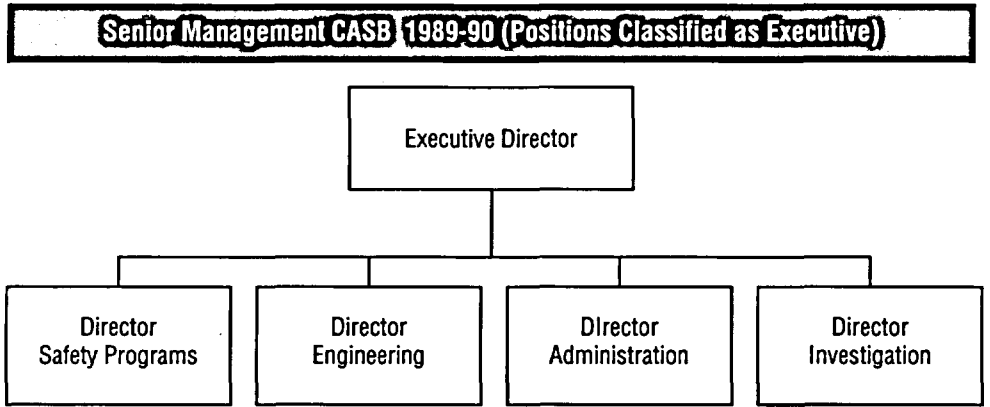 Senior Management CASB 1989-90 (Positions Classified as Executive)
Executive Director
Director
Safety Programs
Director
Engineering
DIrector
Administration
Director
Investigation